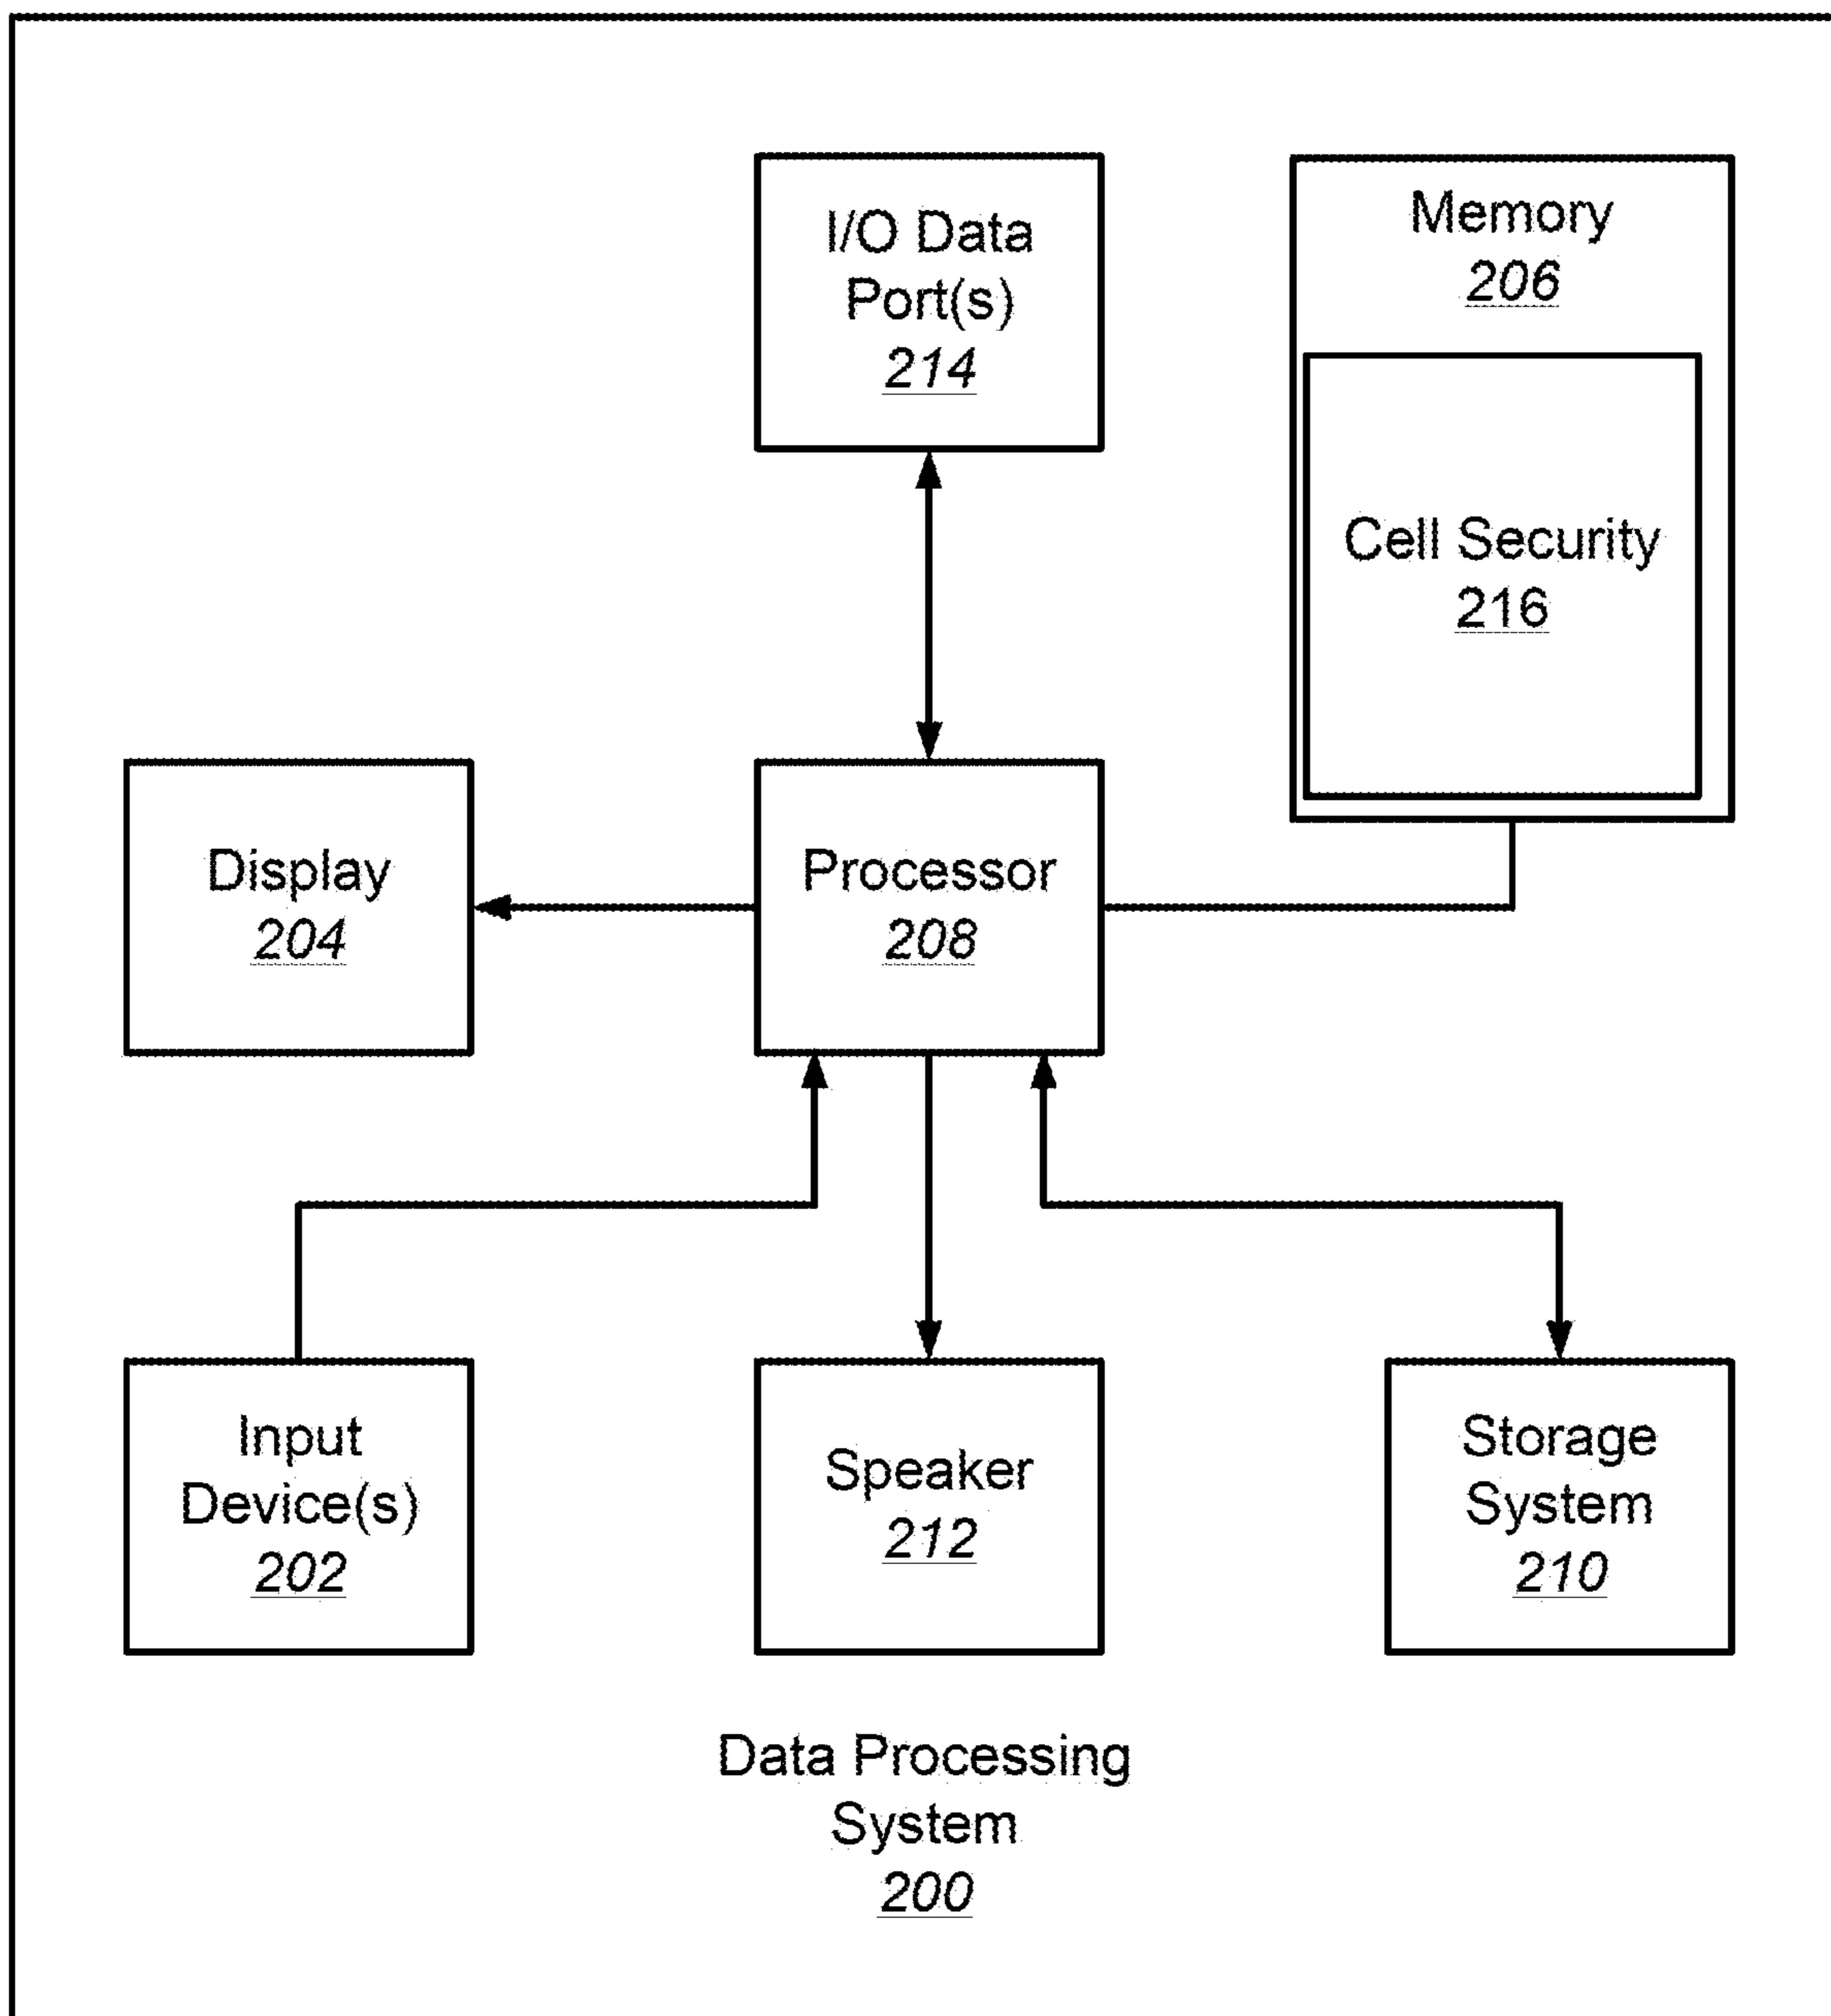 I/O Data
Port(s)
214
Memory
206
Cell Security
216
Display
204
Processor
208
Input
Device(s)
202
Speaker
212
Storage
System
210
Data Processing
System
200